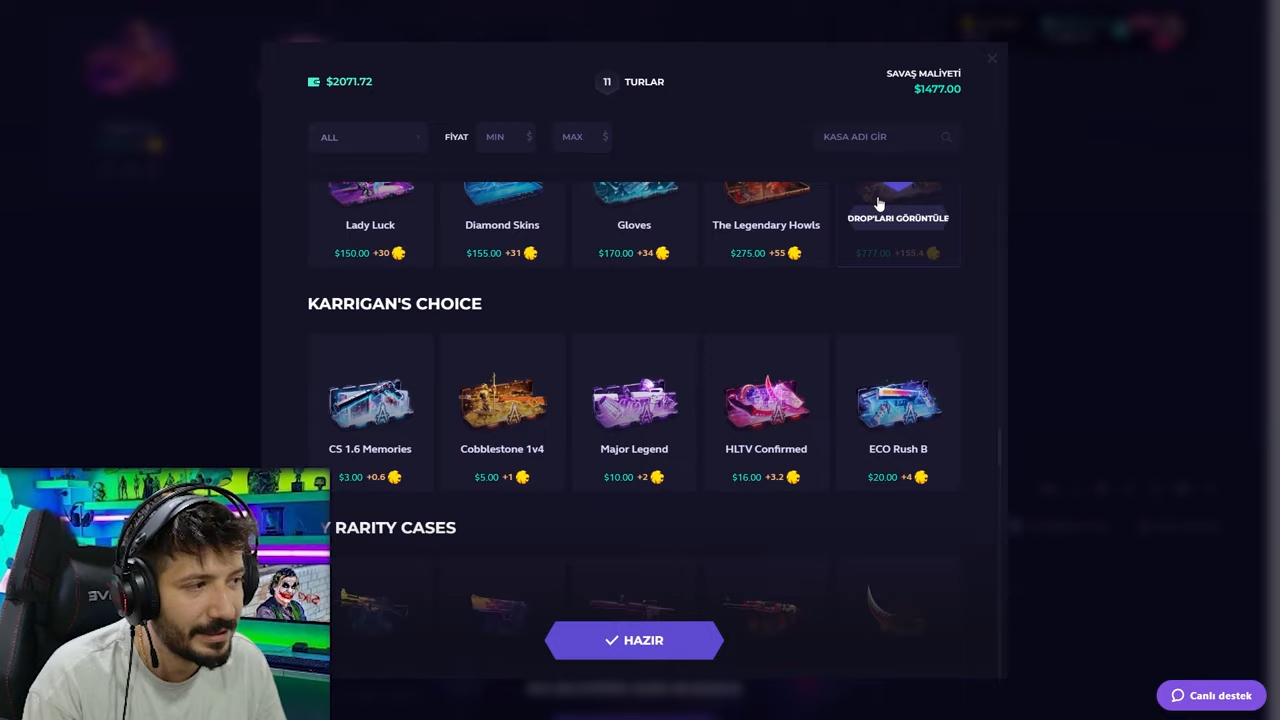 $2071.72
11 TURLAR
SAVAŞ MALİYETİ
$1477.00
ALL
FİYAT
MIN $
MAX $
KASA ADI GİR
Lady Luck
Diamond Skins
Gloves
The Legendary Howls
DROP'LARI GÖRÜNTÜLE
$150.00 +30
$155.00 +31
$170.00 +34
$275.00 +55
$777.00 +155.4
KARRIGAN'S CHOICE
CS 1.6 Memories
Cobblestone 1v4
Major Legend
HLTV Confirmed
ECO Rush B
$3.00 +0.6
$5.00 +1
$10.00 +2
$16.00 +3.2
$20.00 +4
Y RARITY CASES
HAZIR
Canlı destek